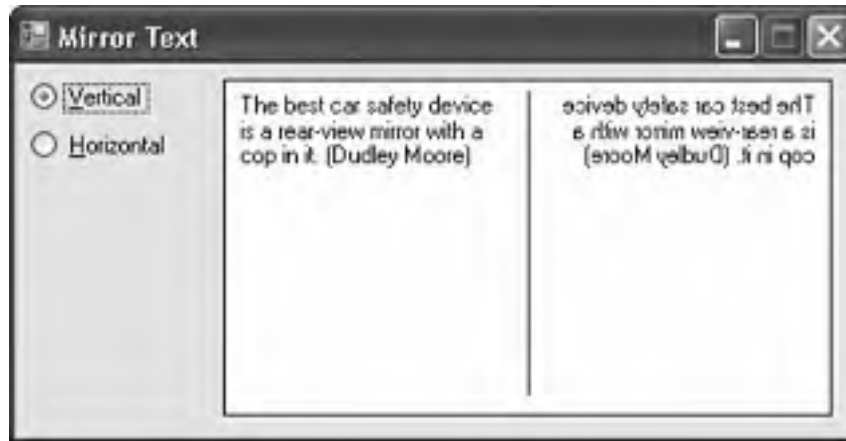 Mirror Text
Vertical
Horizontal
The best car safety device
is a rear-view mirror with a
cop in it. (Dudley Moore)
The best car safety device
is a rear-view mirror with a
cop in it. (Dudley Moore)